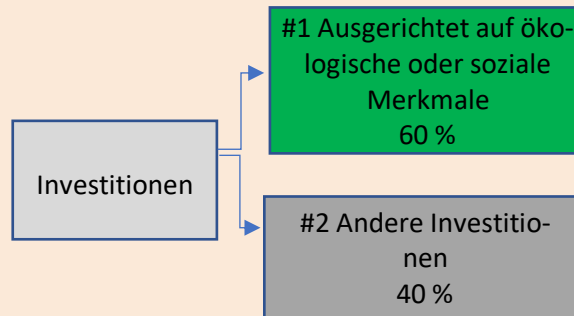 #1 Ausgerichtet auf öko-
logische oder soziale
Merkmale
60 %
Investitionen
#2 Andere Investitio-
nen
40 %